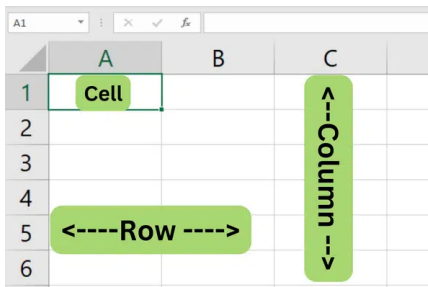 A1 fx
A B C
1 Cell
2
3
4
5 <----Row ---->
6
<--Column -->